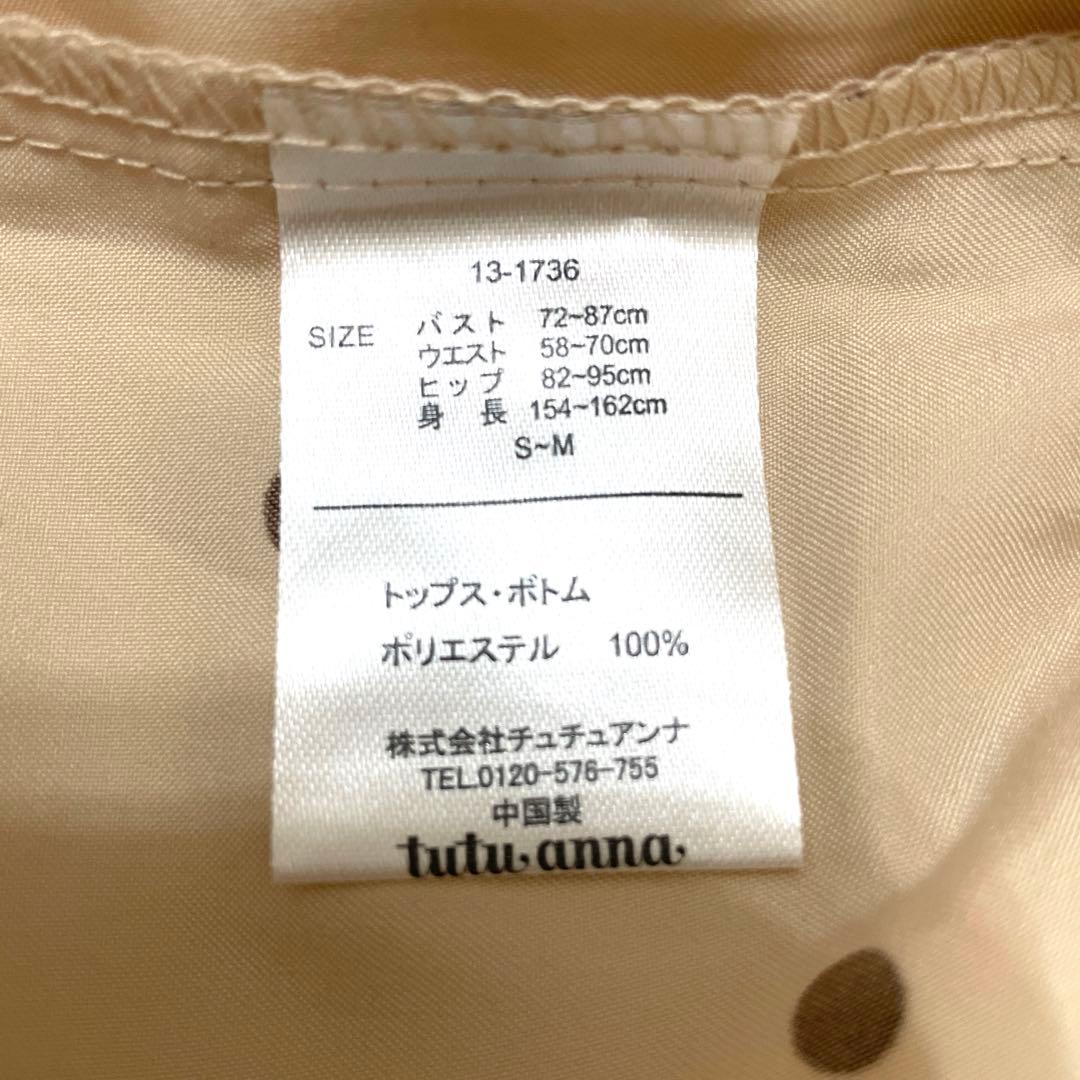 13-1736
SIZE バスト 72~87cm
ウエスト 58~70cm
ヒップ 82~95cm
身長 154~162cm
S~M
トップス・ボトム
ポリエステル 100%
株式会社チュチュアンナ
TEL.0120-576-755
中国製
tutu anna